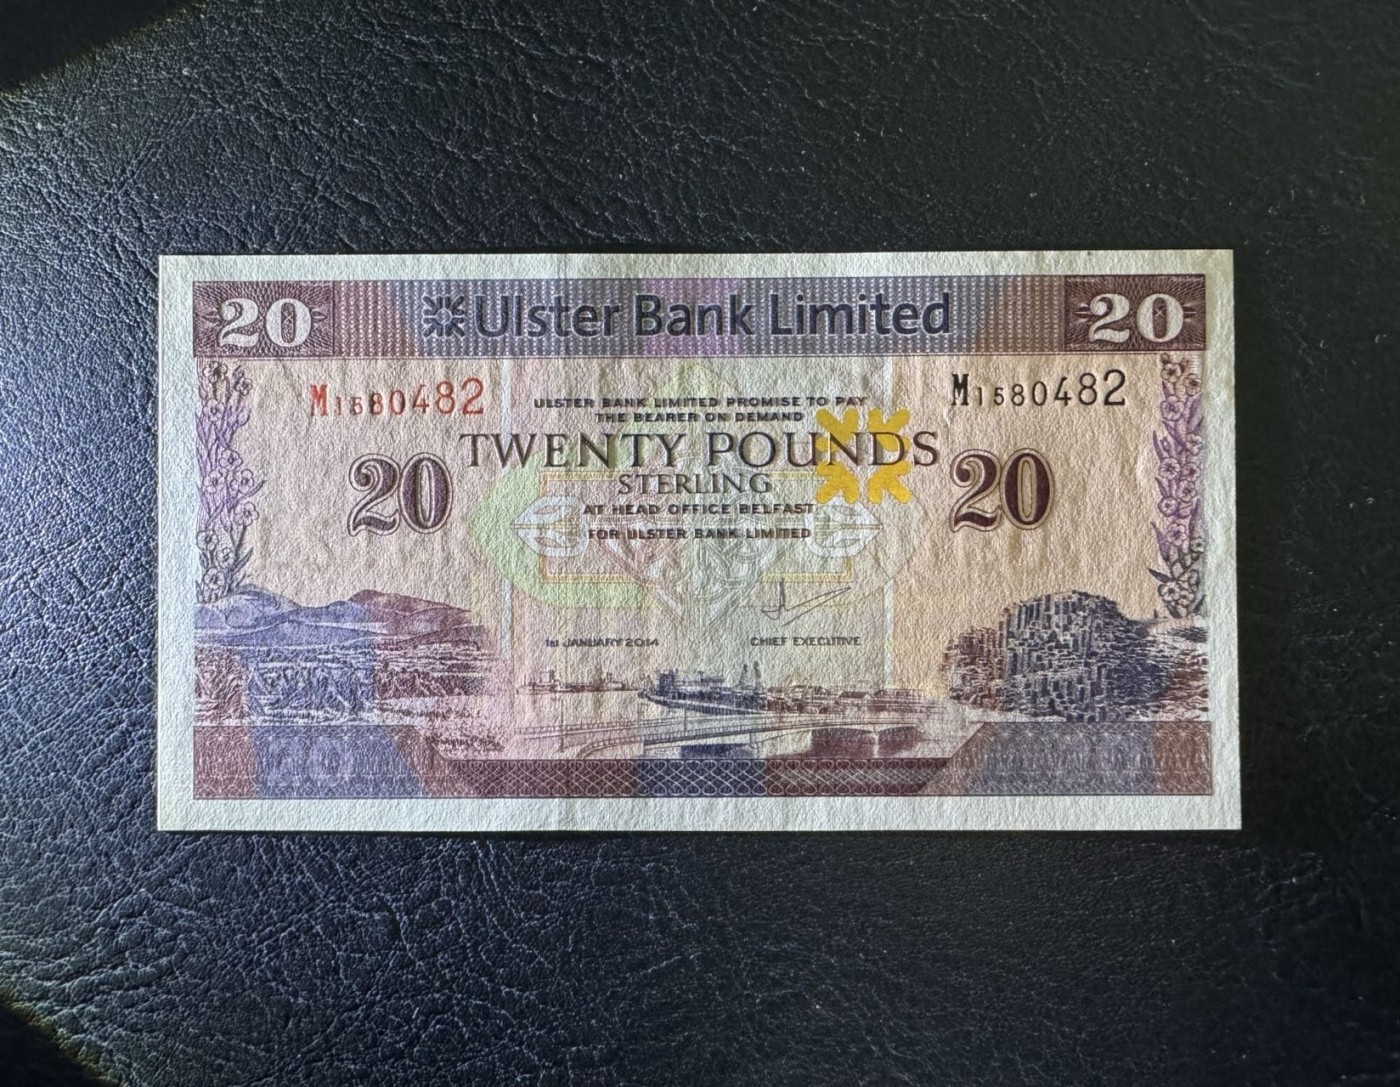 20 Ulster Bank Limited 20
M1580482 M1580482
ULSTER BANK LIMITED PROMISE TO PAY
THE BEARER ON DEMAND
TWENTY POUNDS
20 STERLING 20
AT HEAD OFFICE BELFAST
FOR ULSTER BANK LIMITED
1st JANUARY 2014 CHIEF EXECUTIVE
20